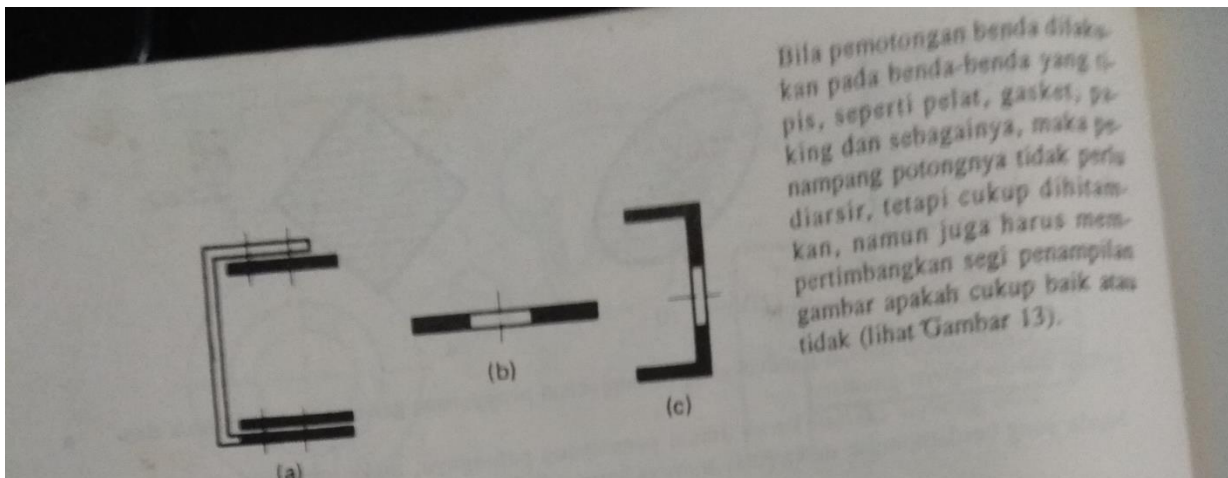 Bila pemotongan benda dilaks-
kan pada benda-benda yang ti-
pis, seperti pelat, gasket, pa-
king dan sebagainya, maka pe-
nampang potongnya tidak perlu
diarsir, tetapi cukup dihitam-
kan, namun juga harus mem-
pertimbangkan segi penampilan
gambar apakah cukup baik atau
tidak (lihat Gambar 13).
(a)
(b)
(c)